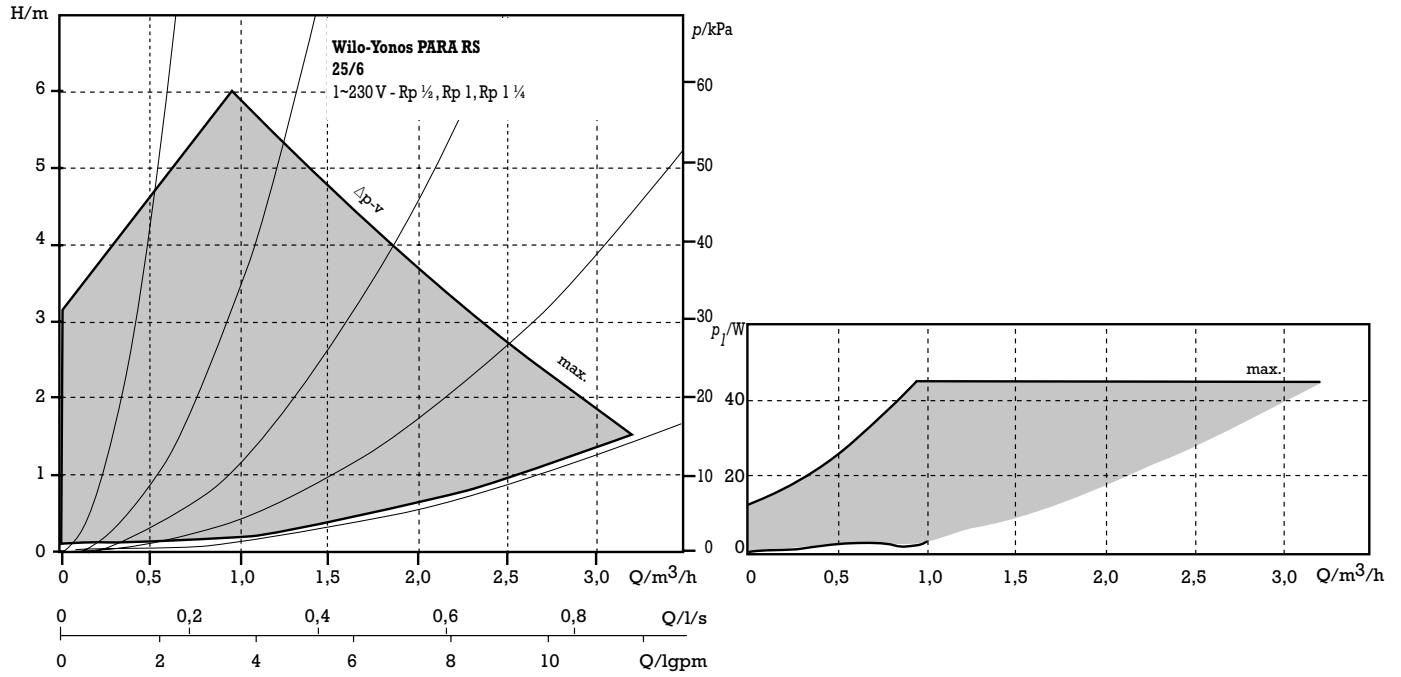 H/m
p/kPa
Wilo-Yonos PARA RS
25/6
1~230 V - Rp ½, Rp 1, Rp 1 ¼
6
5
4
3
2
1
0
60
50
40
30
20
10
0
Δp-v
max.
0 0,5 1,0 1,5 2,0 2,5 3,0 Q/m³/h
0 0,2 0,4 0,6 0,8 Q/l/s
0 2 4 6 8 10 Q/lgpm
p₁/W
max.
40
20
0
0 0,5 1,0 1,5 2,0 2,5 3,0 Q/m³/h